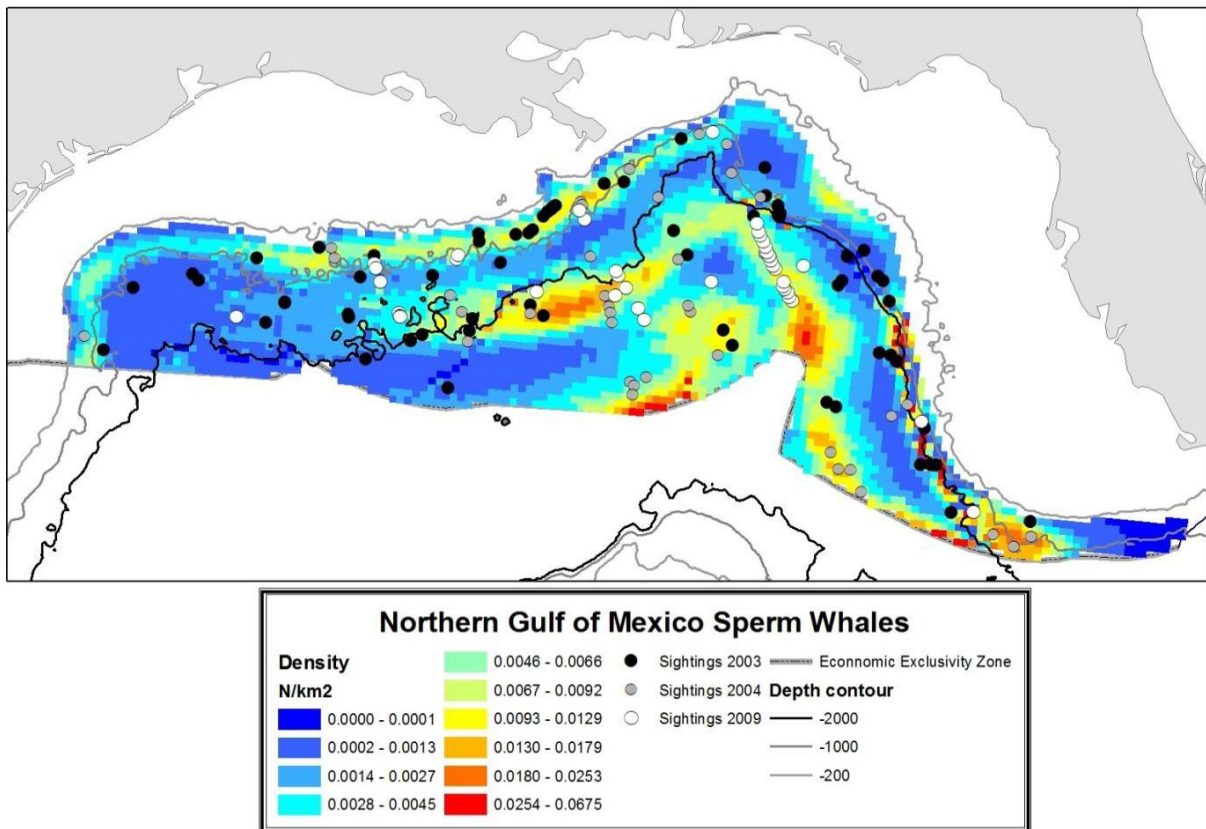 Northern Gulf of Mexico Sperm Whales
Density
N/km2
0.0000 - 0.0001
0.0002 - 0.0013
0.0014 - 0.0027
0.0028 - 0.0045
0.0046 - 0.0066
0.0067 - 0.0092
0.0093 - 0.0129
0.0130 - 0.0179
0.0180 - 0.0253
0.0254 - 0.0675
Sightings 2003
Sightings 2004
Sightings 2009
Econnomic Exclusivity Zone
Depth contour
-2000
-1000
-200